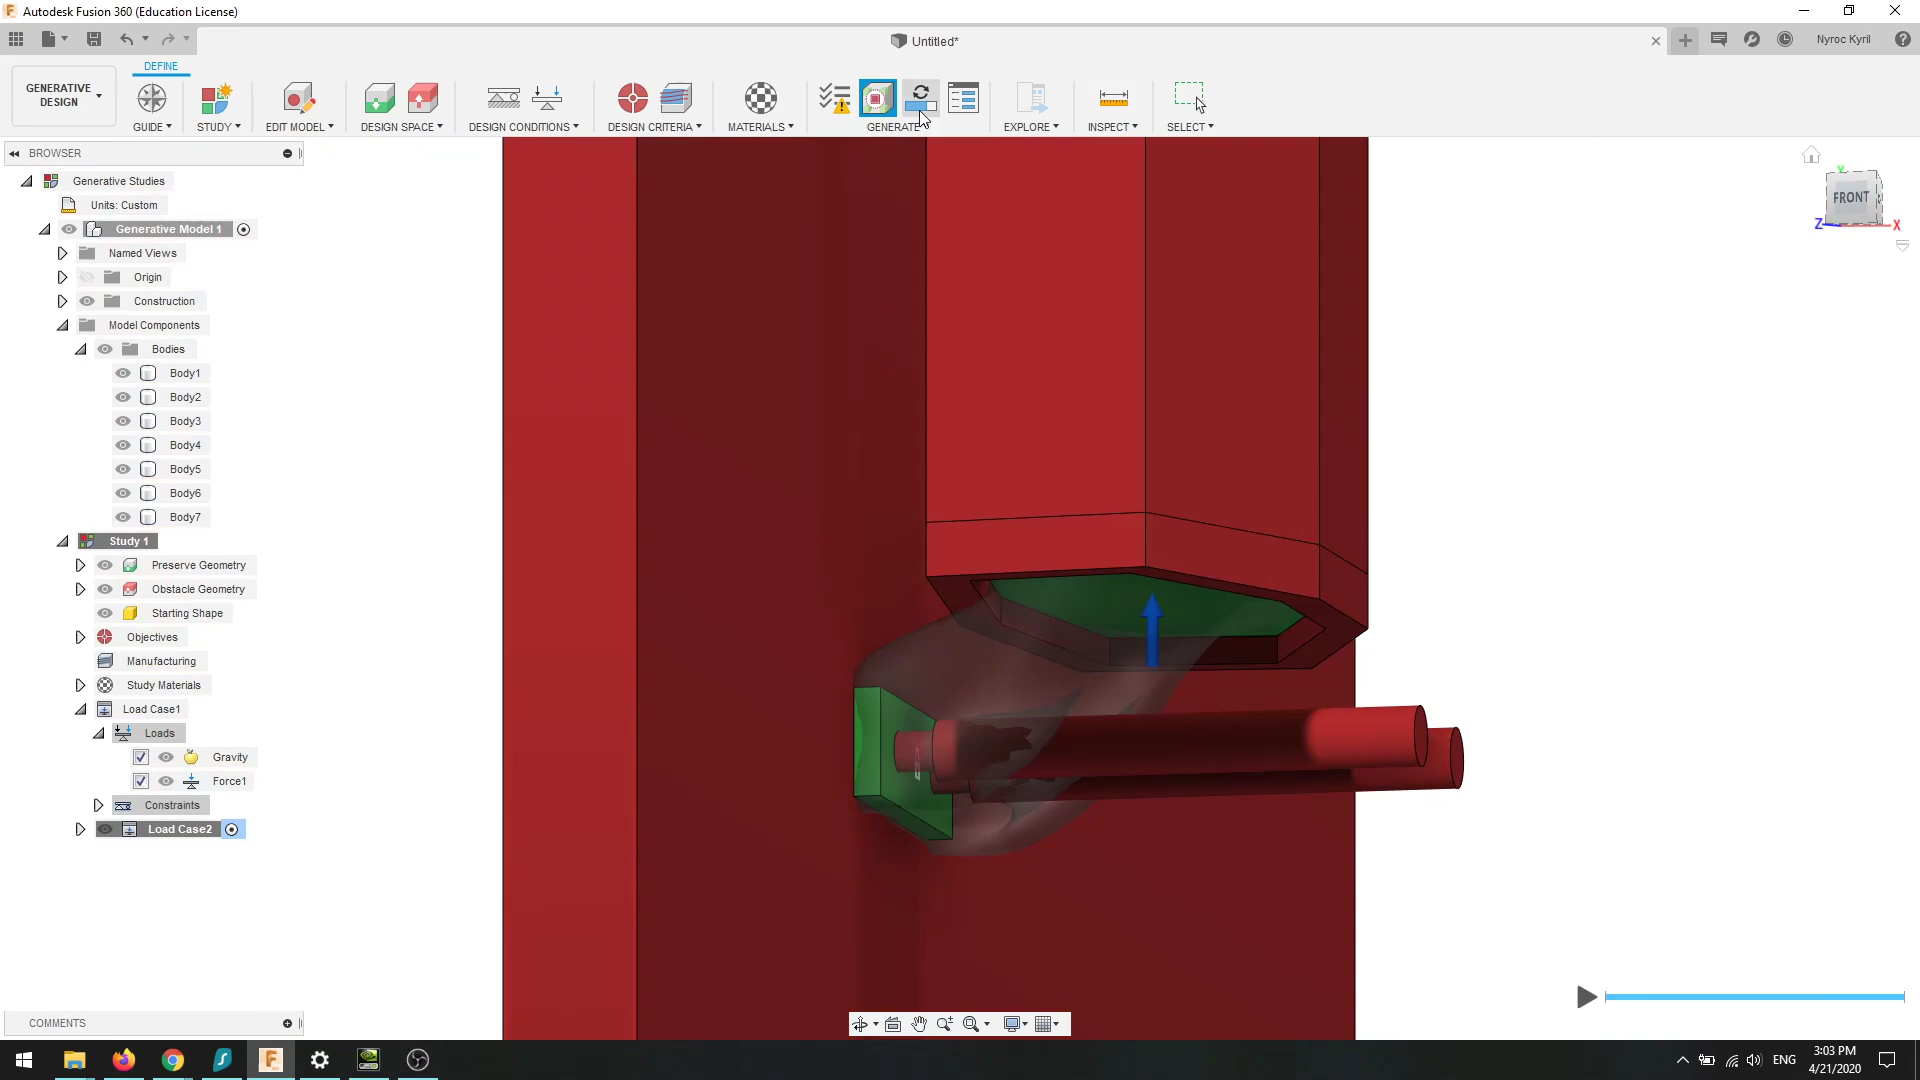 Autodesk Fusion 360 (Education License)
Untitled*
Nyroc Kyril
GENERATIVE
DESIGN
DEFINE
GUIDE
STUDY
EDIT MODEL
DESIGN SPACE
DESIGN CONDITIONS
DESIGN CRITERIA
MATERIALS
GENERATE
EXPLORE
INSPECT
SELECT
BROWSER
Generative Studies
Units: Custom
Generative Model 1
Named Views
Origin
Construction
Model Components
Bodies
Body1
Body2
Body3
Body4
Body5
Body6
Body7
Study 1
Preserve Geometry
Obstacle Geometry
Starting Shape
Objectives
Manufacturing
Study Materials
Load Case1
Loads
Gravity
Force1
Constraints
Load Case2
Y
FRONT
Z
X
COMMENTS
ENG
3:03 PM
4/21/2020